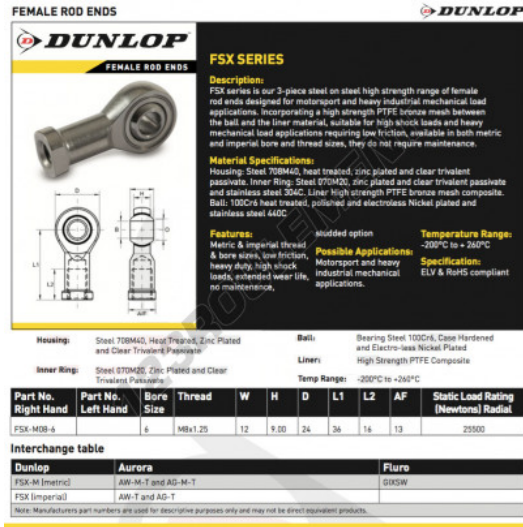 FEMALE ROD ENDS
DUNLOP
DUNLOP
FEMALE ROD ENDS
FSX SERIES
Description:
FSX series is our 3-piece steel on steel high strength range of female
rod ends designed for motorsport and heavy industrial mechanical load
applications. Incorporating a high strength PTFE bronze mesh between
the ball and the liner material, suitable for high shock loads and heavy
mechanical load applications requiring low friction, available in both metric
and imperial bore and thread sizes, they do not require maintenance.
Material Specifications:
Housing: Steel 708M40, heat treated, zinc plated and clear trivalent
passivate. Inner Ring: Steel 070M20, zinc plated and clear trivalent passivate
and stainless steel 304C. Liner High strength PTFE bronze mesh composite.
Ball: 100Cr6 heat treated, polished and electroless Nickel plated and
stainless steel 440C
Features:
Metric & imperial thread
& bore sizes, low friction,
heavy duty, high shock
loads, extended wear life,
no maintenance,
studded option
Possible Applications:
Motorsport and heavy
industrial mechanical
applications.
Temperature Range:
-200°C to + 260°C
Specification:
ELV & RoHS compliant
D
H
B
L1
L2
A/F
Housing: Steel 708M40, Heat Treated, Zinc Plated
and Clear Trivalent Passivate
Inner Ring: Steel 070M20, Zinc Plated and Clear
Trivalent Passivate
Ball: Bearing Steel 100Cr6, Case Hardened
and Electro-less Nickel Plated
Liner: High Strength PTFE Composite
Temp Range: -200°C to +260°C
Part No. Right Hand Part No. Left Hand Bore Size Thread W H D L1 L2 AF Static Load Rating (Newtons) Radial
FSX-M08-6 6 M8x1.25 12 9.00 24 36 16 13 25500
Interchange table
Dunlop Aurora Fluro
FSX-M (metric) AW-M-T and AG-M-T GIXSW
FSX (imperial) AW-T and AG-T
Note: Manufacturers part numbers are used for descriptive purposes only and may not be direct equivalent products.